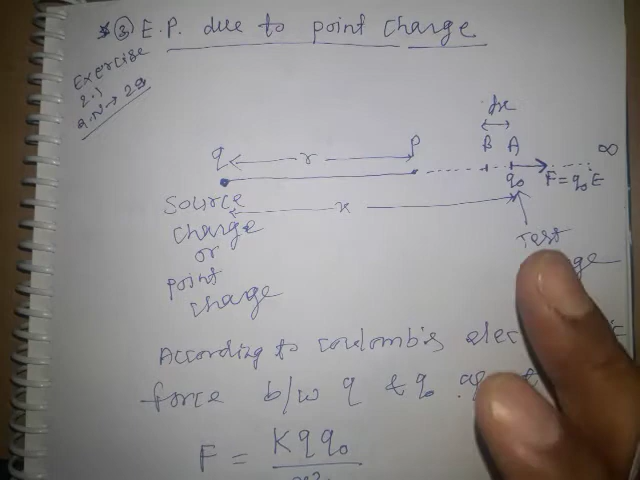 ③ E.P. due to point charge
Exercise
2.1
dx
q r P B A ∞
q₀ F = q₀E
Source
charge
or
point
charge
x
Test
According to coulomb's elec
force b/w q & q₀
F = Kqq₀